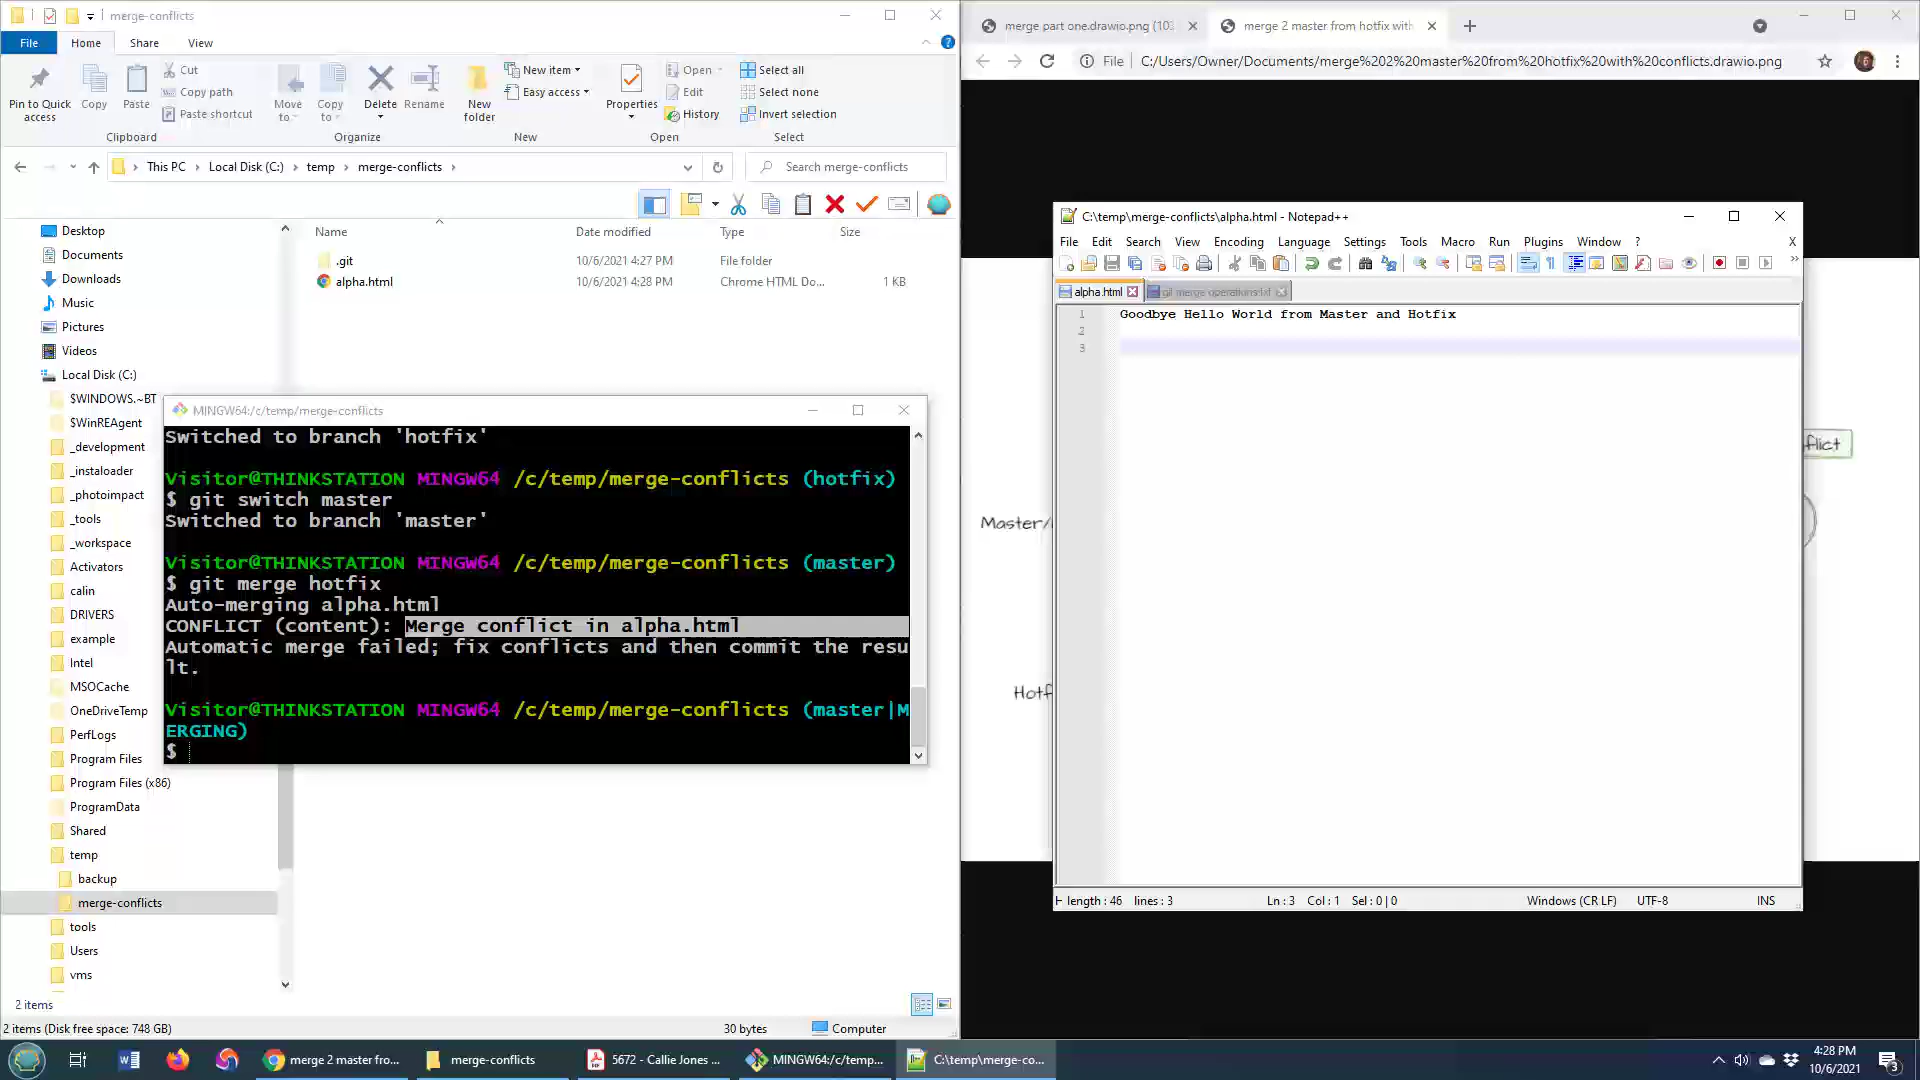 merge-conflicts
File
Home
Share
View
Pin to Quick access
Copy
Paste
Cut
Copy path
Paste shortcut
Move to
Copy to
Delete
Rename
New folder
New item
Easy access
Properties
Open
Edit
History
Select all
Select none
Invert selection
Clipboard
Organize
New
Open
Select
This PC
Local Disk (C:)
temp
merge-conflicts
Search merge-conflicts
Name
Date modified
Type
Size
.git
10/6/2021 4:27 PM
File folder
alpha.html
10/6/2021 4:28 PM
Chrome HTML Do...
1 KB
Desktop
Documents
Downloads
Music
Pictures
Videos
Local Disk (C:)
$WINDOWS.~BT
$WinREAgent
_development
_instaloader
_photoimpact
_tools
_workspace
Activators
calin
DRIVERS
example
Intel
MSOCache
OneDriveTemp
PerfLogs
Program Files
Program Files (x86)
ProgramData
Shared
temp
backup
merge-conflicts
tools
Users
vms
2 items
2 items (Disk free space: 748 GB)
30 bytes
Computer
MINGW64:/c/temp/merge-conflicts
Switched to branch 'hotfix'
Visitor@THINKSTATION MINGW64 /c/temp/merge-conflicts (hotfix)
$ git switch master
Switched to branch 'master'
Visitor@THINKSTATION MINGW64 /c/temp/merge-conflicts (master)
$ git merge hotfix
Auto-merging alpha.html
CONFLICT (content): Merge conflict in alpha.html
Automatic merge failed; fix conflicts and then commit the resu
lt.
Visitor@THINKSTATION MINGW64 /c/temp/merge-conflicts (master|M
ERGING)
$
merge part one.drawio.png (10
merge 2 master from hotfix with
File
C:/Users/Owner/Documents/merge%202%20master%20from%20hotfix%20with%20conflicts.drawio.png
flict
Master/
Hotf
C:\temp\merge-conflicts\alpha.html - Notepad++
File Edit Search View Encoding Language Settings Tools Macro Run Plugins Window ?
X
alpha.html
git merge operations.txt
1 Goodbye Hello World from Master and Hotfix
2
3
H length : 46 lines : 3
Ln : 3 Col : 1 Sel : 0 | 0
Windows (CR LF)
UTF-8
INS
merge 2 master fro...
merge-conflicts
5672 - Callie Jones ...
MINGW64:/c/temp...
C:\temp\merge-co...
4:28 PM
10/6/2021
3